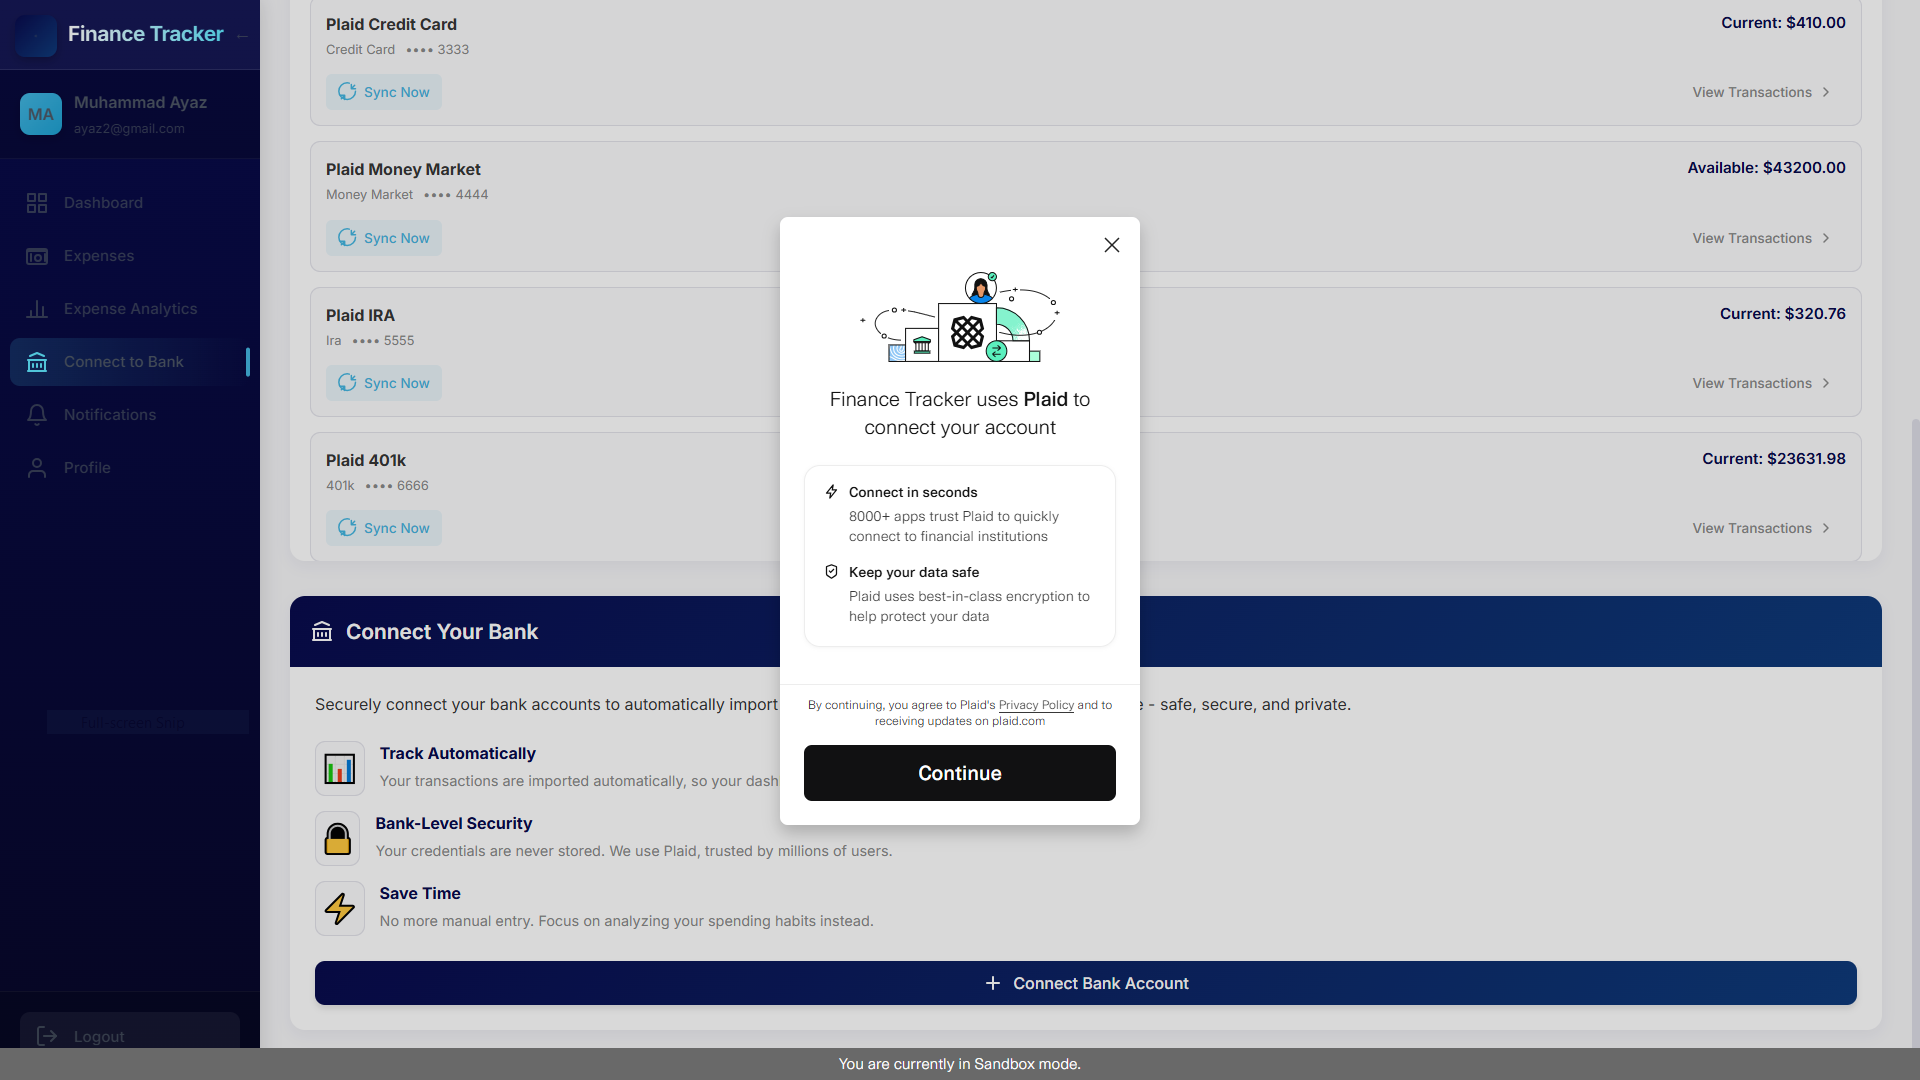 Finance Tracker ←
MA
Muhammad Ayaz
ayaz2@gmail.com
Dashboard
Expenses
Expense Analytics
Connect to Bank
Notifications
Profile
Full-screen Snip
Logout
Plaid Credit Card
Current: $410.00
Credit Card •••• 3333
Sync Now
View Transactions
Plaid Money Market
Available: $43200.00
Money Market •••• 4444
Sync Now
View Transactions
Plaid IRA
Current: $320.76
Ira •••• 5555
Sync Now
View Transactions
Plaid 401k
Current: $23631.98
401k •••• 6666
Sync Now
View Transactions
Connect Your Bank
Securely connect your bank accounts to automatically import
- safe, secure, and private.
Track Automatically
Your transactions are imported automatically, so your dash
Bank-Level Security
Your credentials are never stored. We use Plaid, trusted by millions of users.
Save Time
No more manual entry. Focus on analyzing your spending habits instead.
+ Connect Bank Account
Finance Tracker uses Plaid to
connect your account
Connect in seconds
8000+ apps trust Plaid to quickly
connect to financial institutions
Keep your data safe
Plaid uses best-in-class encryption to
help protect your data
By continuing, you agree to Plaid's Privacy Policy and to
receiving updates on plaid.com
Continue
You are currently in Sandbox mode.